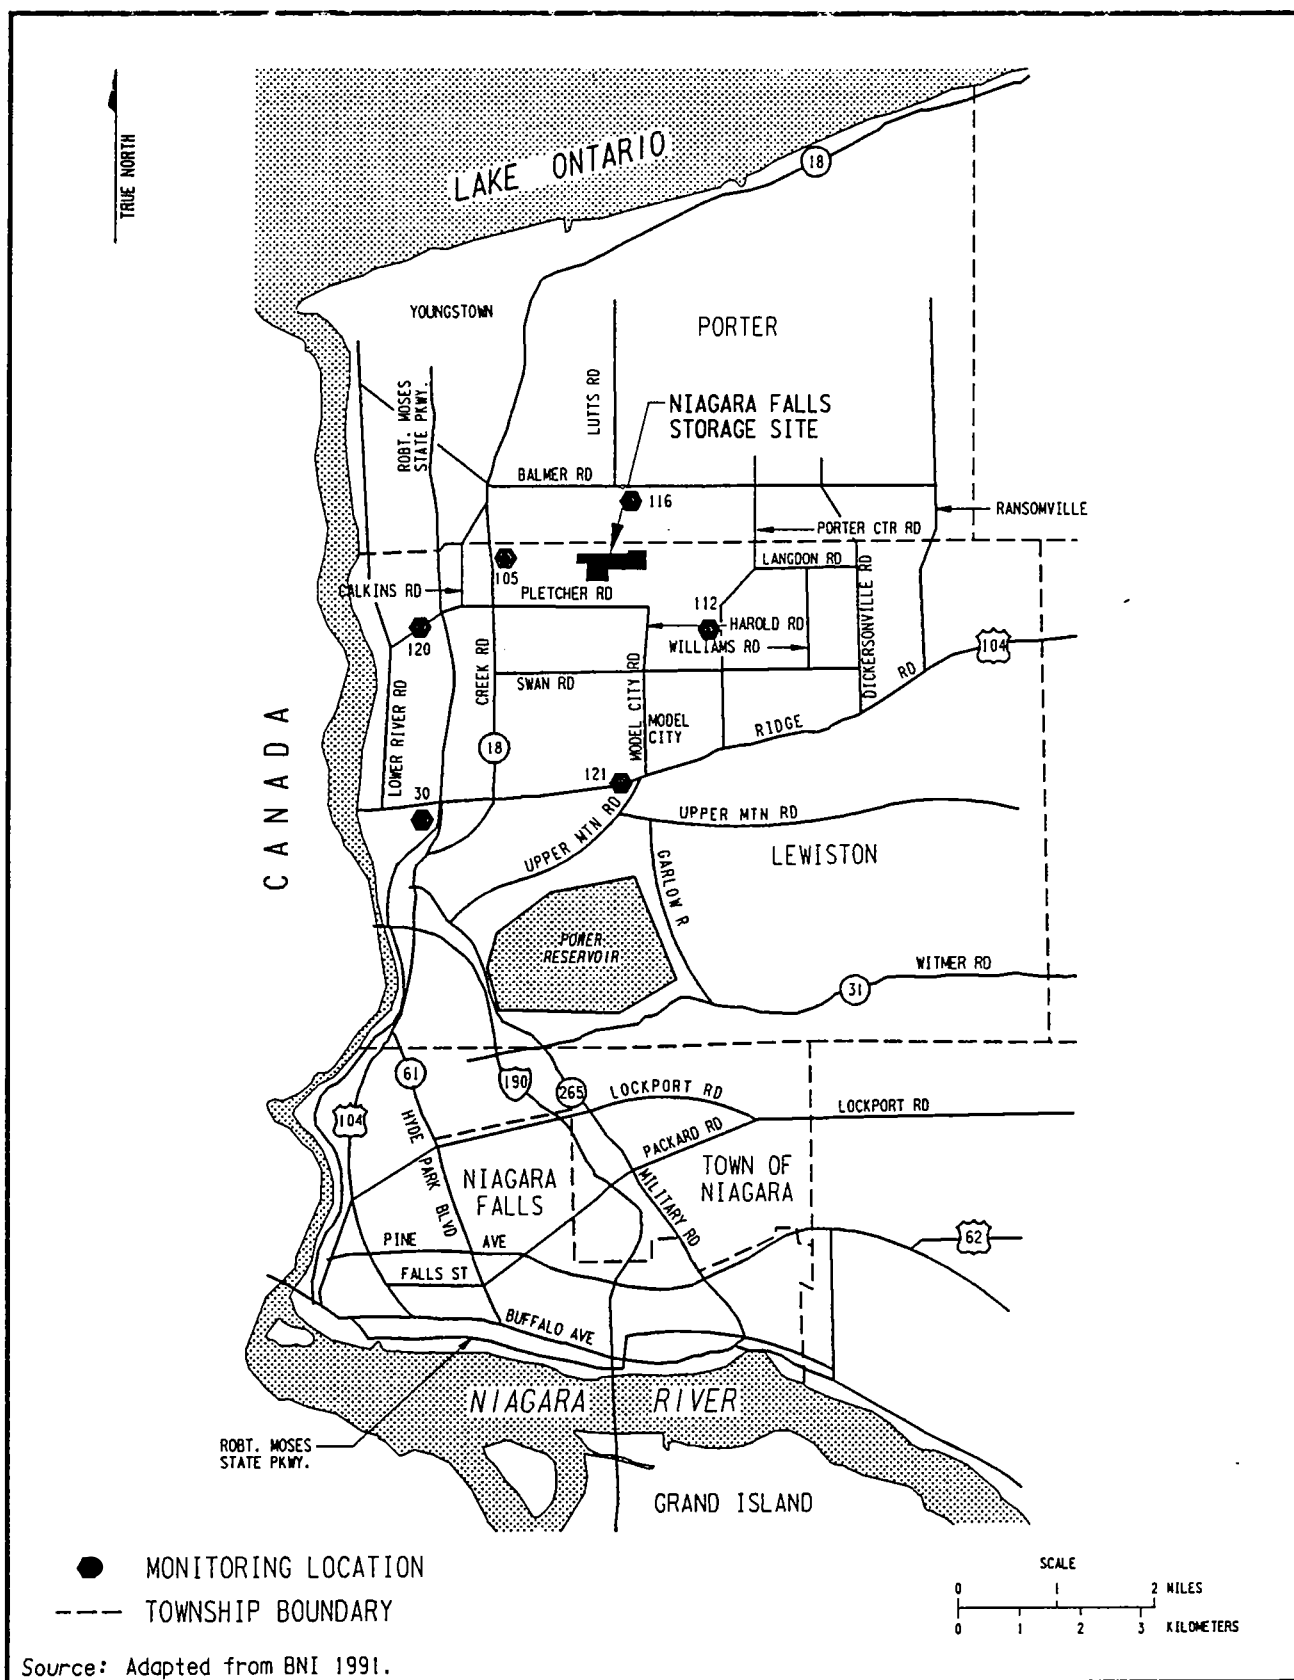 TRUE NORTH
LAKE ONTARIO
18
YOUNGSTOWN
PORTER
ROBT. MOSES
STATE PKWY.
LUTTS RD
NIAGARA FALLS
STORAGE SITE
BALMER RD
116
RANSOMVILLE
PORTER CTR RD
LANGDON RD
105
CALKINS RD
PLETCHER RD
112
HAROLD RD
WILLIAMS RD
DICKERSONVILLE RD
120
104
CREEK RD
SWAN RD
MODEL CITY RD
LOWER RIVER RD
MODEL
CITY
RIDGE RD
18
CANADA
121
30
UPPER MTN RD
UPPER MTN RD
GARLOW R
LEWISTON
POWER
RESERVOIR
WITMER RD
31
61
190
265
LOCKPORT RD
LOCKPORT RD
104
HYDE PARK BLVD
PACKARD RD
NIAGARA
FALLS
TOWN OF
NIAGARA
MILITARY RD
62
PINE AVE
FALLS ST
BUFFALO AVE
NIAGARA RIVER
ROBT. MOSES
STATE PKWY.
GRAND ISLAND
MONITORING LOCATION
TOWNSHIP BOUNDARY
SCALE
0 1 2 MILES
0 1 2 3 KILOMETERS
Source: Adapted from BNI 1991.